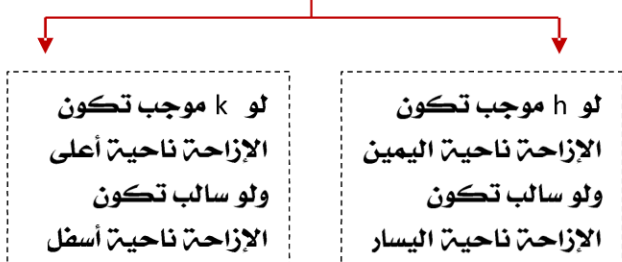 لو h موجب تكون
الإزاحة ناحية اليمين
ولو سالب تكون
الإزاحة ناحية اليسار
لو k موجب تكون
الإزاحة ناحية أعلى
ولو سالب تكون
الإزاحة ناحية أسفل